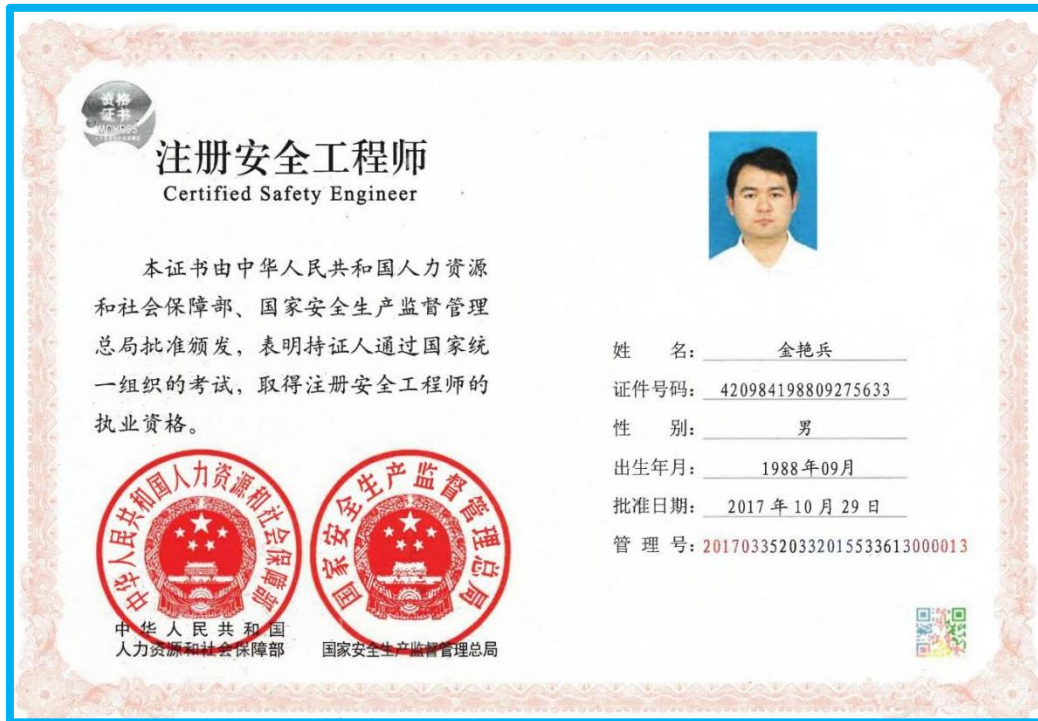 资格
证书
MOHRSS
注册安全工程师
Certified Safety Engineer
本证书由中华人民共和国人力资源
和社会保障部、国家安全生产监督管理
总局批准颁发，表明持证人通过国家统
一组织的考试，取得注册安全工程师的
执业资格。
中华人民共和国人力资源和社会保障部
国家安全生产监督管理总局
中华人民共和国
人力资源和社会保障部
国家安全生产监督管理总局
姓 名: 金艳兵
证件号码: 420984198809275633
性 别: 男
出生年月: 1988年09月
批准日期: 2017年10月29日
管 理 号: 2017033520332015533613000013